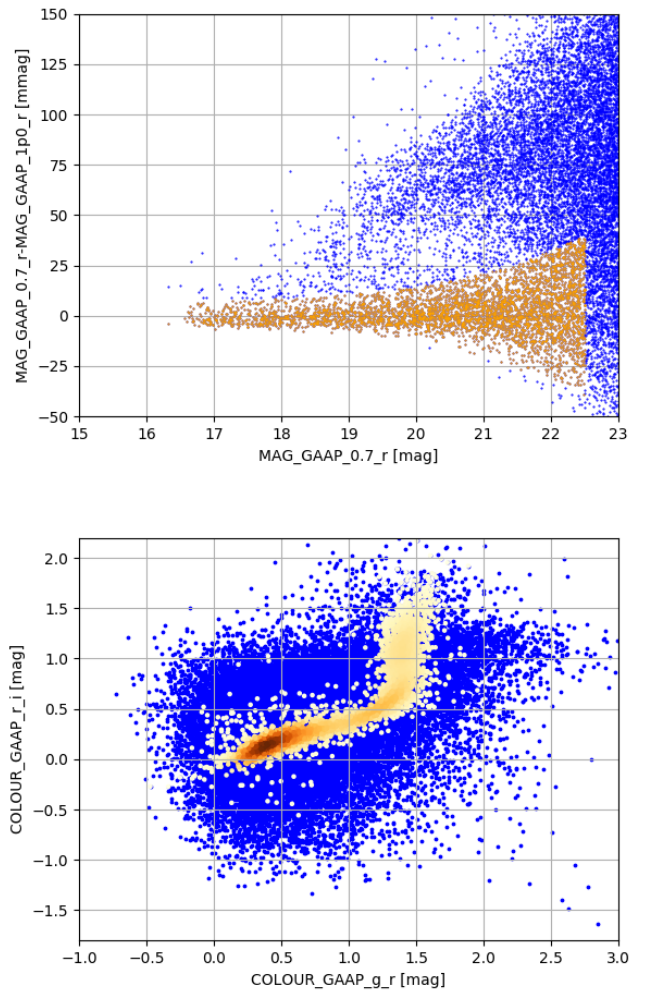 150
125
100
75
50
25
0
−25
−50
MAG_GAAP_0.7_r-MAG_GAAP_1p0_r [mmag]
15 16 17 18 19 20 21 22 23
MAG_GAAP_0.7_r [mag]
2.0
1.5
1.0
0.5
0.0
−0.5
−1.0
−1.5
COLOUR_GAAP_r_i [mag]
−1.0 −0.5 0.0 0.5 1.0 1.5 2.0 2.5 3.0
COLOUR_GAAP_g_r [mag]